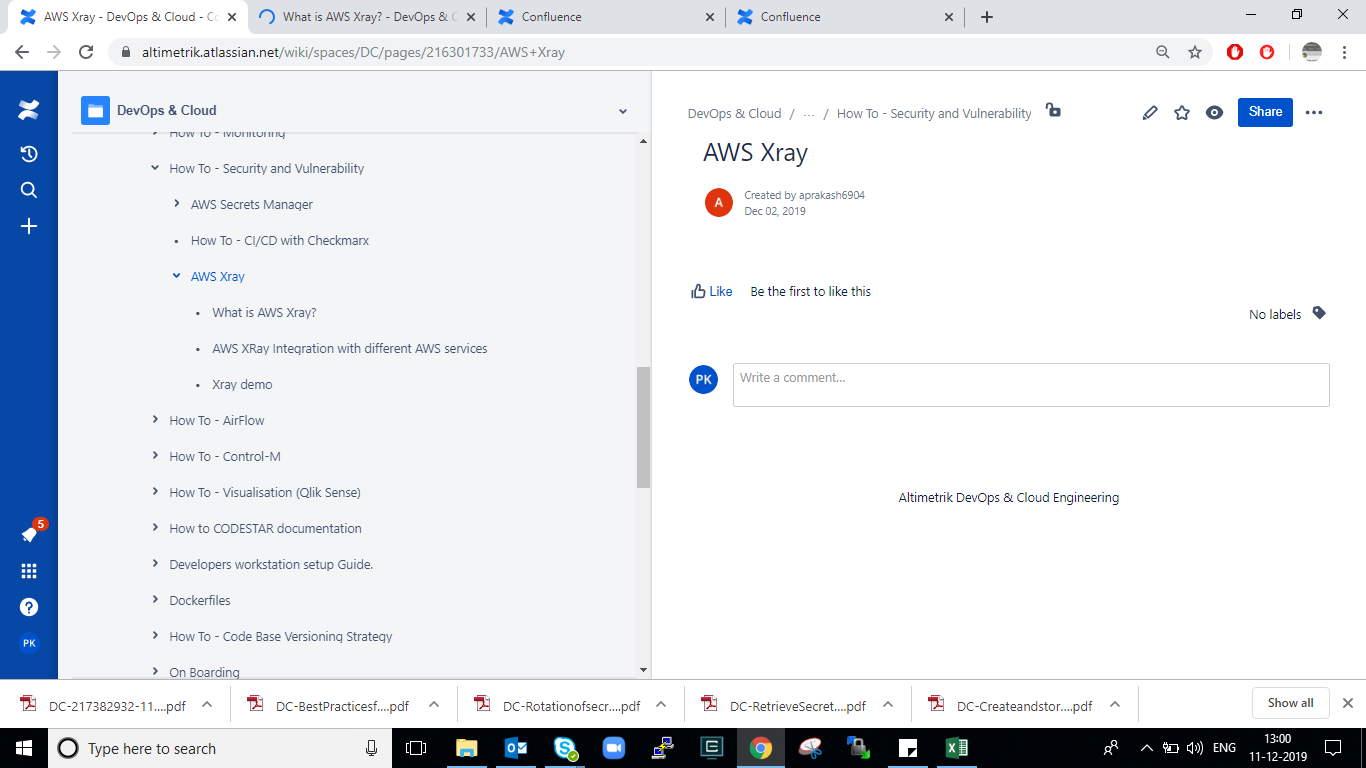 AWS Xray - DevOps & Cloud - Co
What is AWS Xray? - DevOps & C
Confluence
Confluence
altimetrik.atlassian.net/wiki/spaces/DC/pages/216301733/AWS+Xray
DevOps & Cloud
How To - Monitoring
How To - Security and Vulnerability
AWS Secrets Manager
How To - CI/CD with Checkmarx
AWS Xray
What is AWS Xray?
AWS XRay Integration with different AWS services
Xray demo
How To - AirFlow
How To - Control-M
How To - Visualisation (Qlik Sense)
How to CODESTAR documentation
Developers workstation setup Guide.
Dockerfiles
How To - Code Base Versioning Strategy
On Boarding
5
?
PK
DevOps & Cloud / ... / How To - Security and Vulnerability
Share
AWS Xray
A
Created by aprakash6904
Dec 02, 2019
Like Be the first to like this
No labels
PK
Write a comment...
Altimetrik DevOps & Cloud Engineering
DC-217382932-11....pdf
DC-BestPracticesf....pdf
DC-Rotationofsecr....pdf
DC-RetrieveSecret....pdf
DC-Createandstor....pdf
Show all
Type here to search
ENG
13:00
11-12-2019